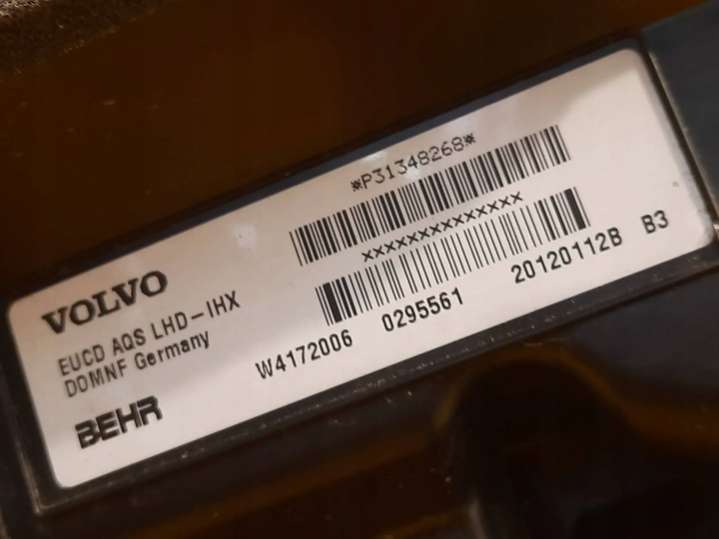 VOLVO
EUCD AQS LHD-IHX
DOMNF Germany
BEHR
*P31348268*
xxxxxxxxxxxxxx
W4172006 0295561 20120112B B3